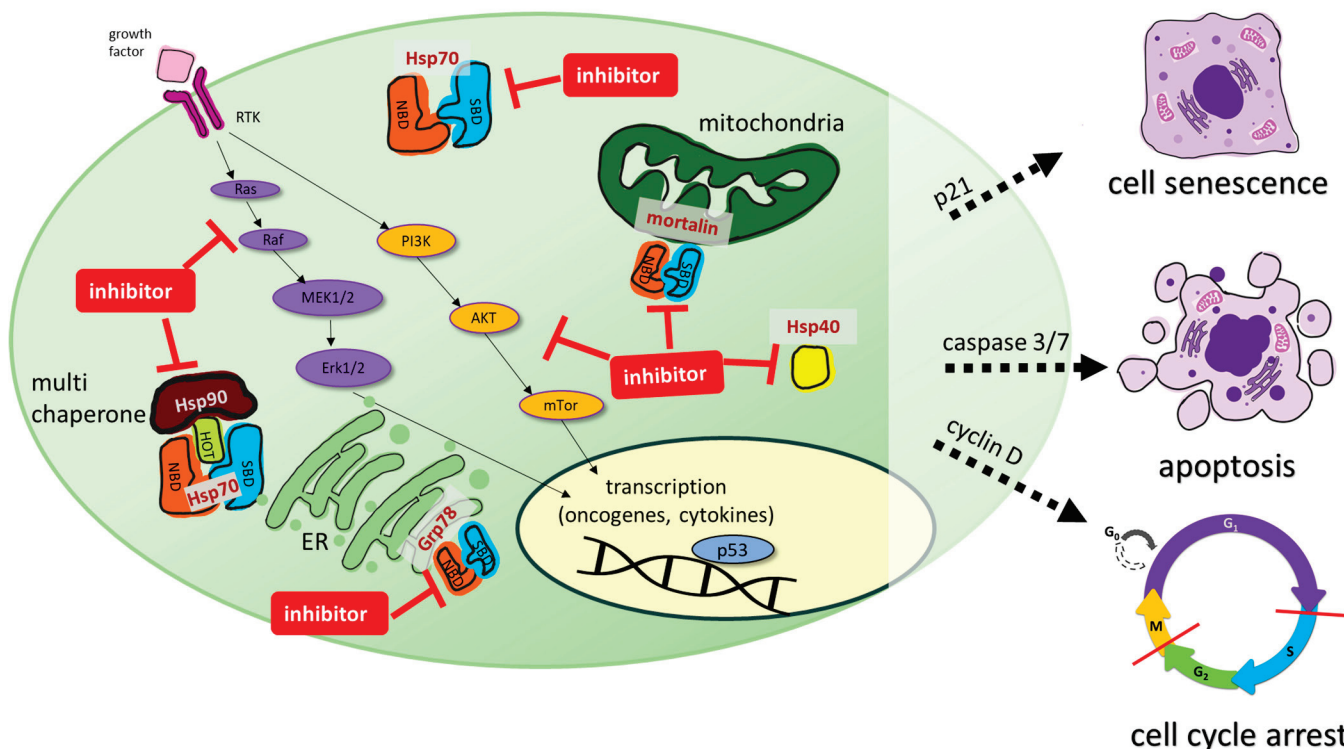 growth
factor
RTK
Hsp70
NBD
SBD
inhibitor
mitochondria
mortalin
NBD
SBD
Ras
Raf
MEK1/2
Erk1/2
PI3K
AKT
mTor
inhibitor
inhibitor
Hsp40
multi
chaperone
Hsp90
HOT
NBD
SBD
Hsp70
ER
Grp78
NBD
SBD
inhibitor
transcription
(oncogenes, cytokines)
p53
p21
cell senescence
caspase 3/7
apoptosis
cyclin D
G0
G1
S
G2
M
cell cycle arrest